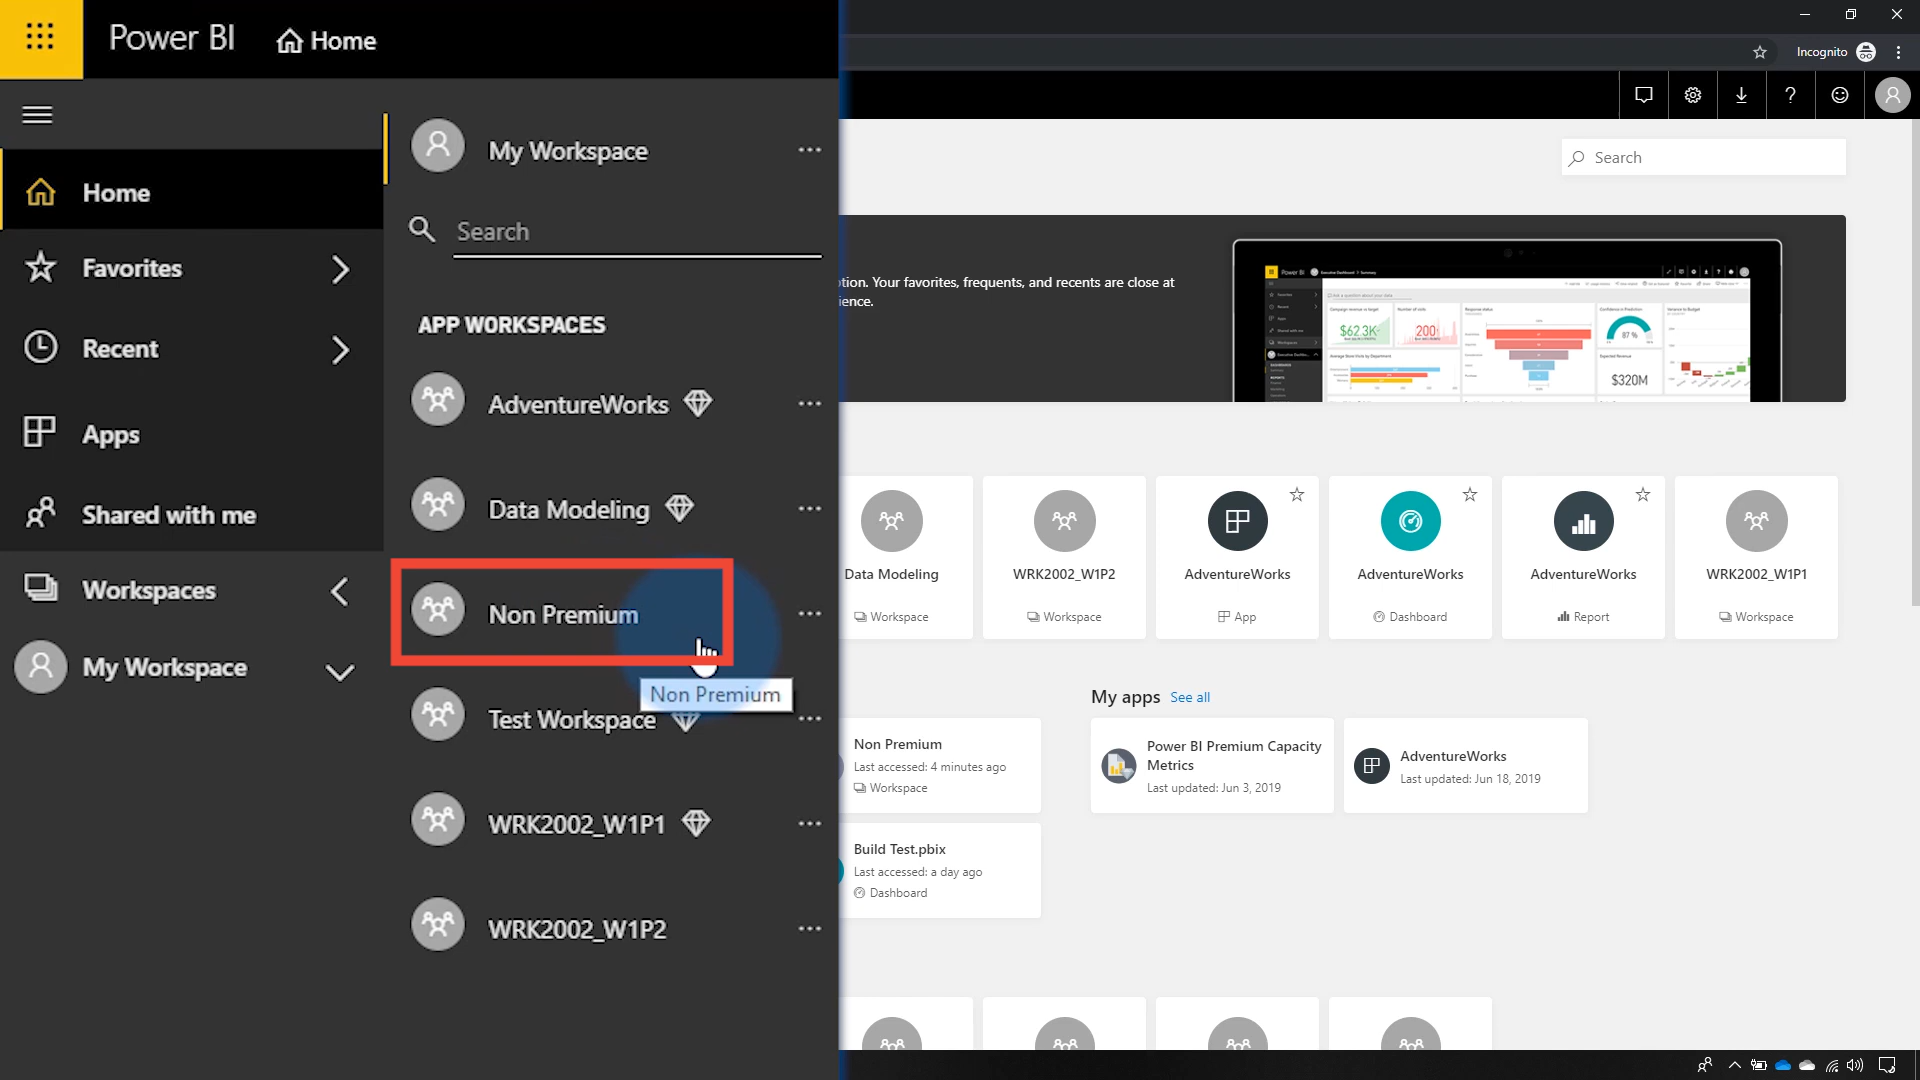 Power BI
Home
Incognito
My Workspace
Search
Home
Favorites
Recent
Apps
Shared with me
Workspaces
My Workspace
APP WORKSPACES
AdventureWorks
Data Modeling
Non Premium
Non Premium
Test Workspace
WRK2002_W1P1
WRK2002_W1P2
Search
tion. Your favorites, frequents, and recents are close at
ience.
Power BI
$62.3K
200
87 %
$320M
Data Modeling
Workspace
WRK2002_W1P2
Workspace
AdventureWorks
App
AdventureWorks
Dashboard
AdventureWorks
Report
WRK2002_W1P1
Workspace
Non Premium
Last accessed: 4 minutes ago
Workspace
Build Test.pbix
Last accessed: a day ago
Dashboard
My apps See all
Power BI Premium Capacity
Metrics
Last updated: Jun 3, 2019
AdventureWorks
Last updated: Jun 18, 2019